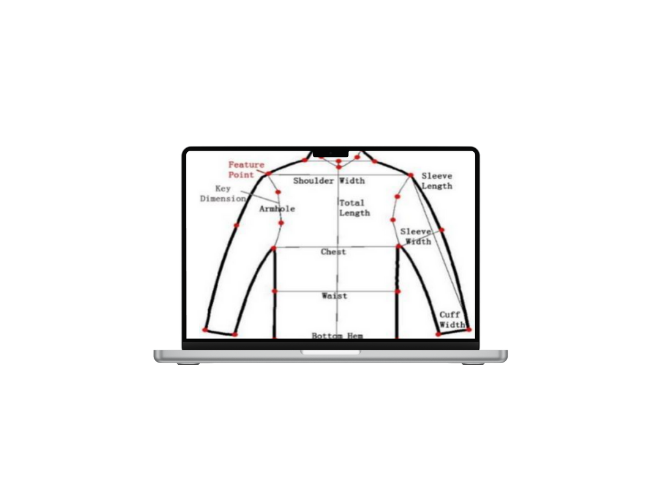 Feature
Point
Key
Dimension
Shoulder Width
Sleeve
Length
Armhole
Total
Length
Sleeve
Width
Chest
Waist
Cuff
Width
Bottom Hem